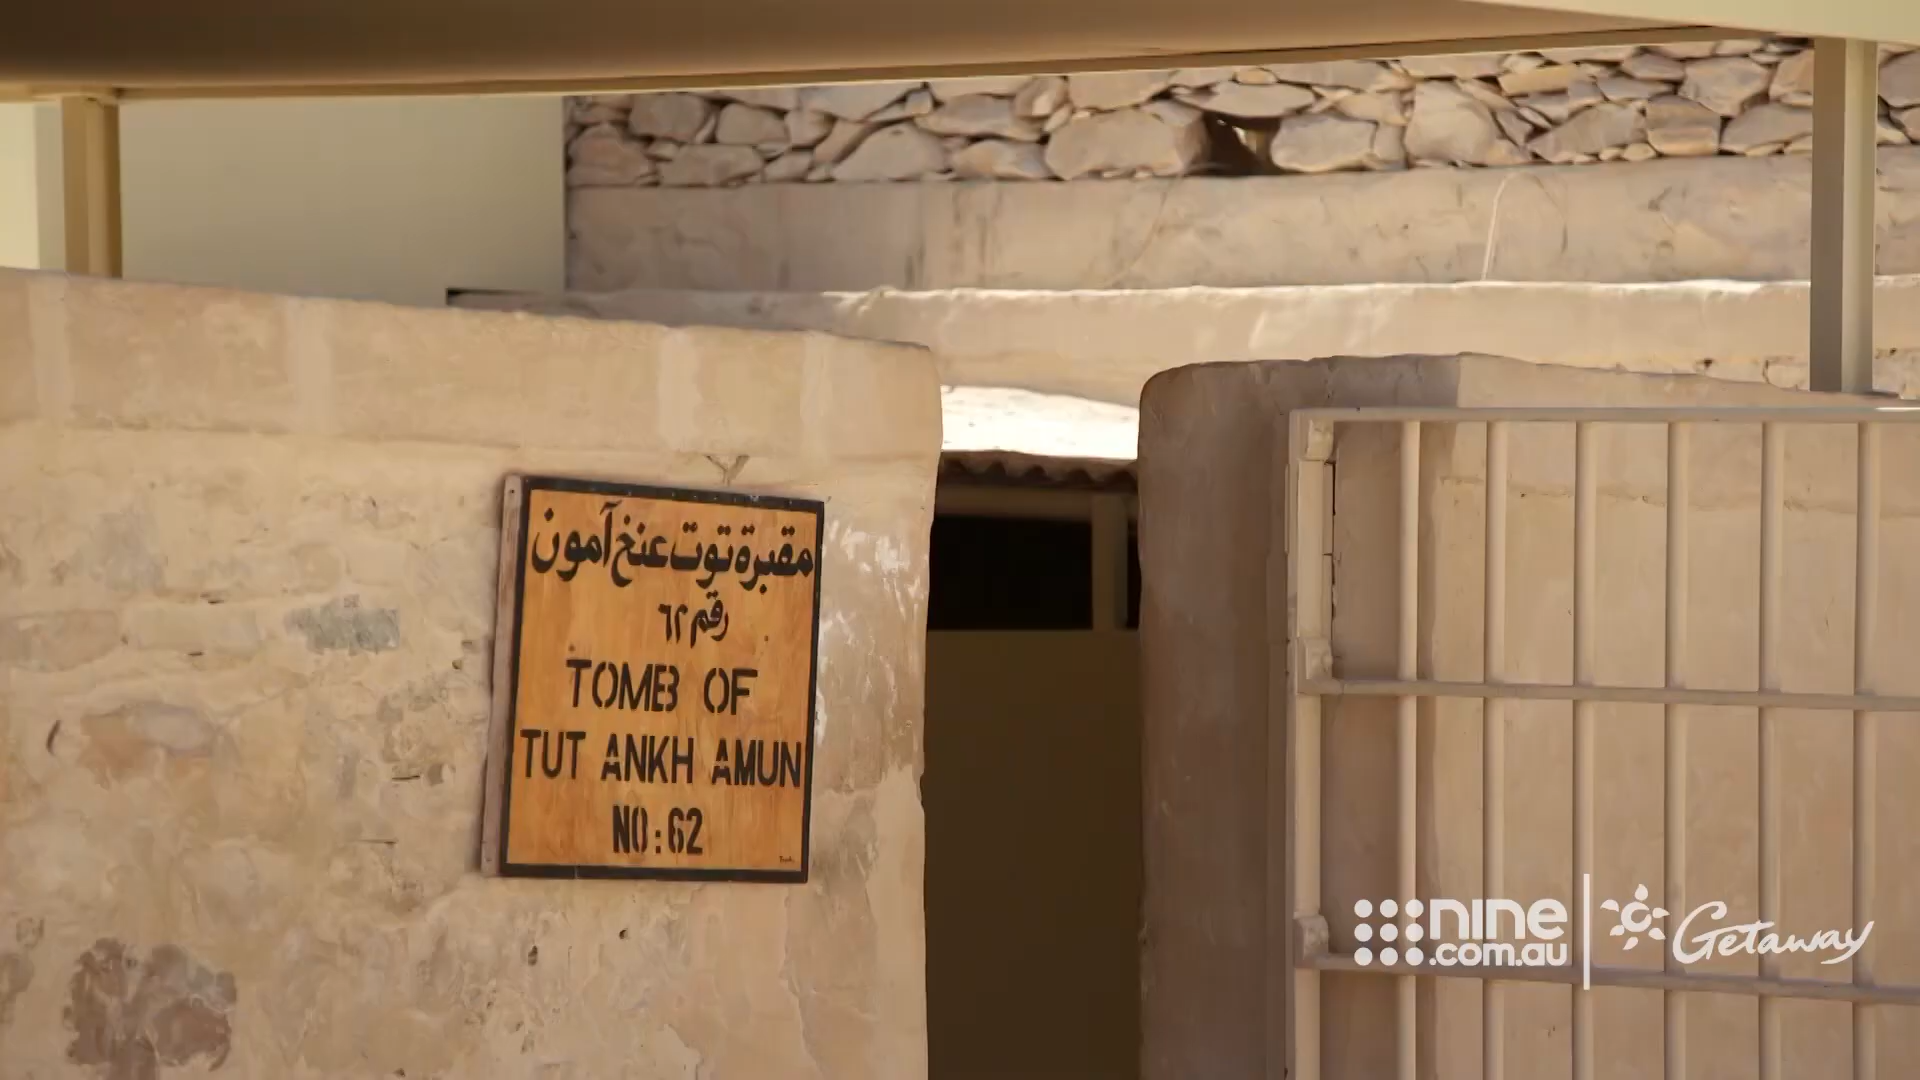 مقبرة توت عنخ آمون
رقم ٦٢
TOMB OF
TUT ANKH AMUN
NO:62
nine
.com.au
Getaway